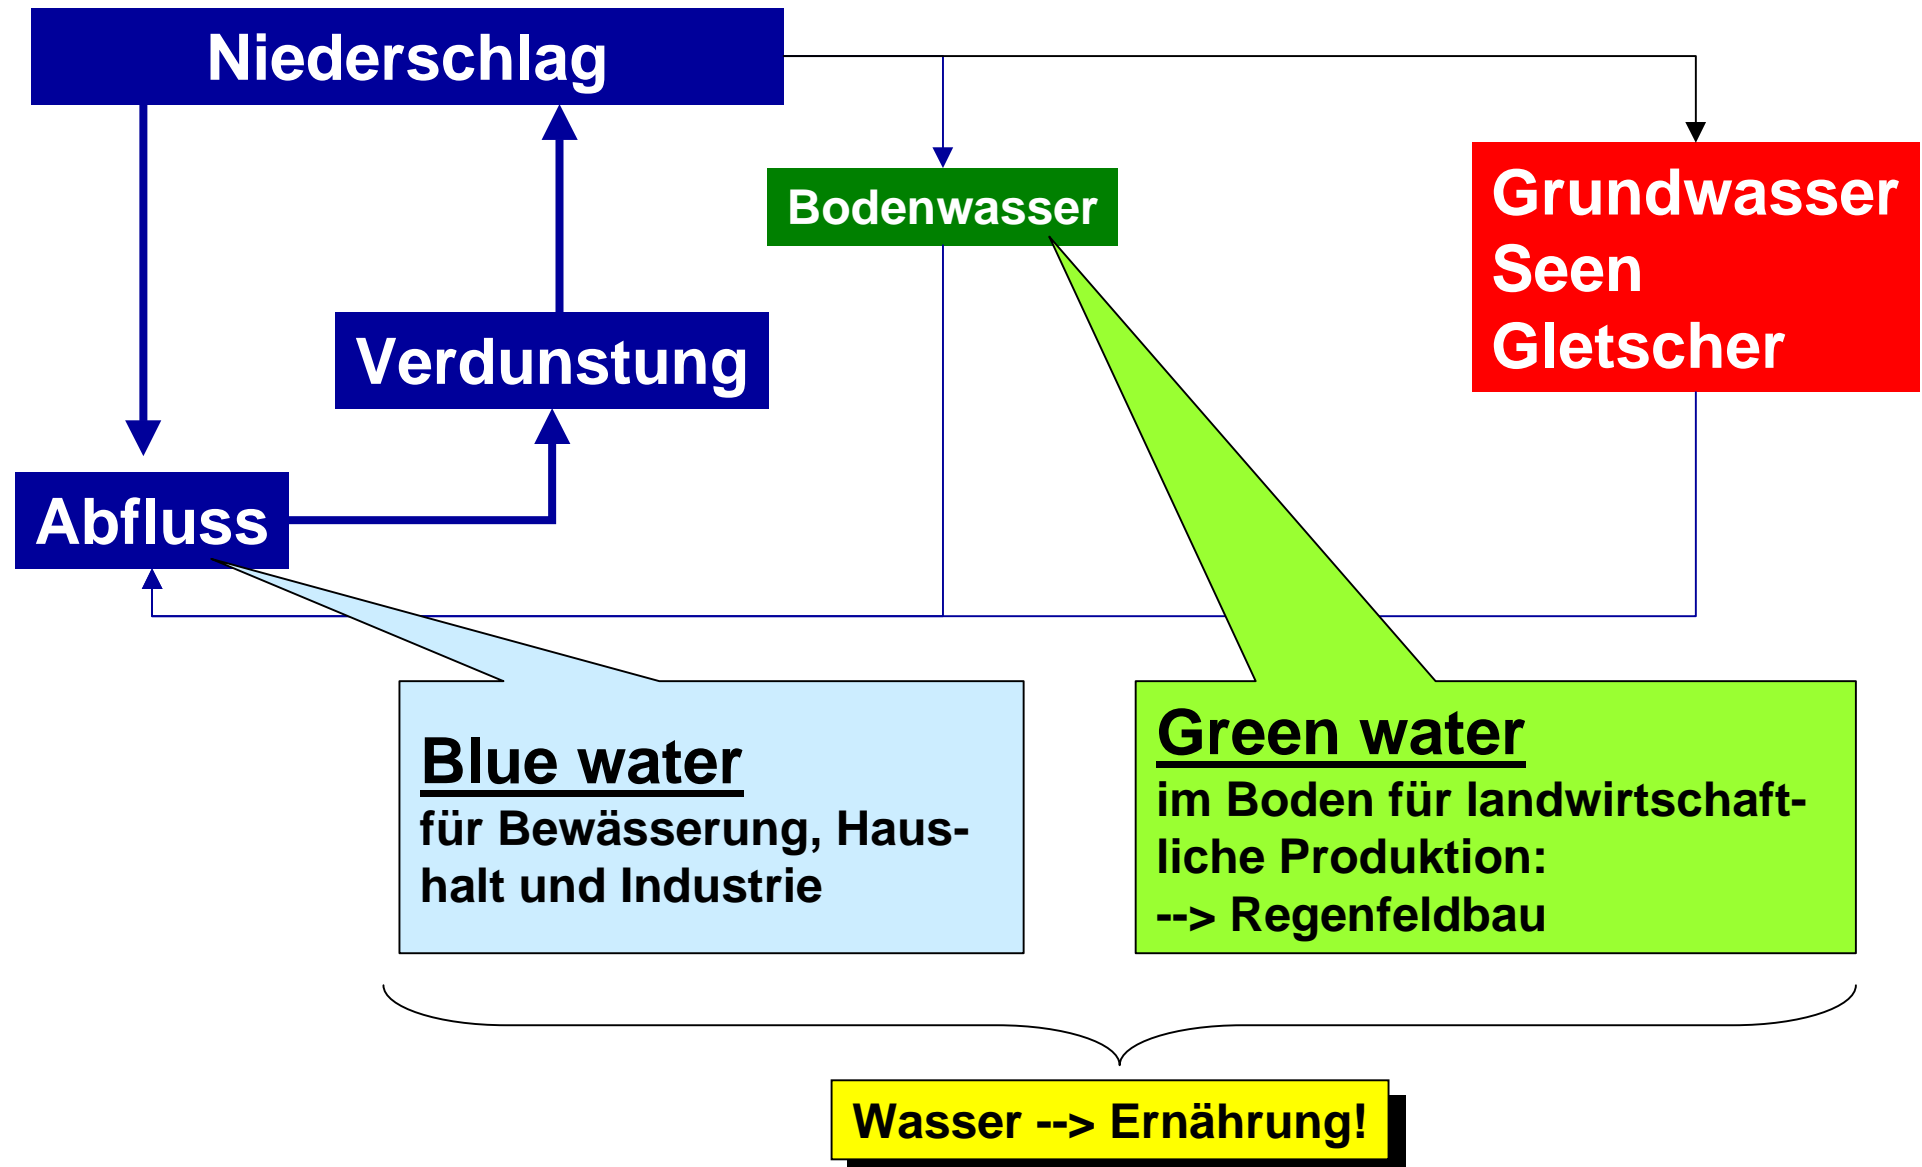 Niederschlag
Bodenwasser
Grundwasser
Seen
Gletscher
Verdunstung
Abfluss
Blue water
für Bewässerung, Haus-
halt und Industrie
Green water
im Boden für landwirtschaft-
liche Produktion:
--> Regenfeldbau
Wasser --> Ernährung!